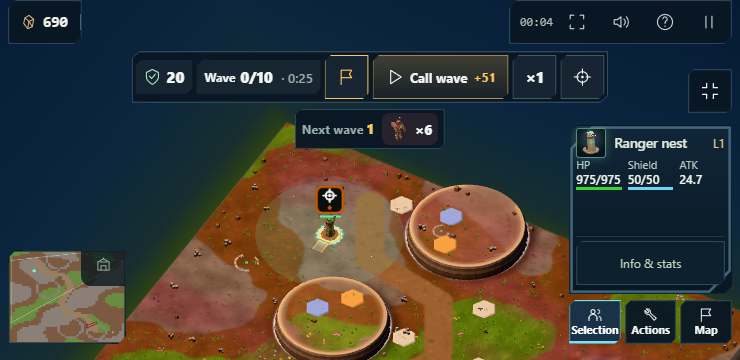 690
00:04
20
Wave 0/10 · 0:25
Call wave +51
×1
Next wave 1
×6
Ranger nest
L1
HP
Shield
ATK
975/975
50/50
24.7
Info & stats
Selection
Actions
Map